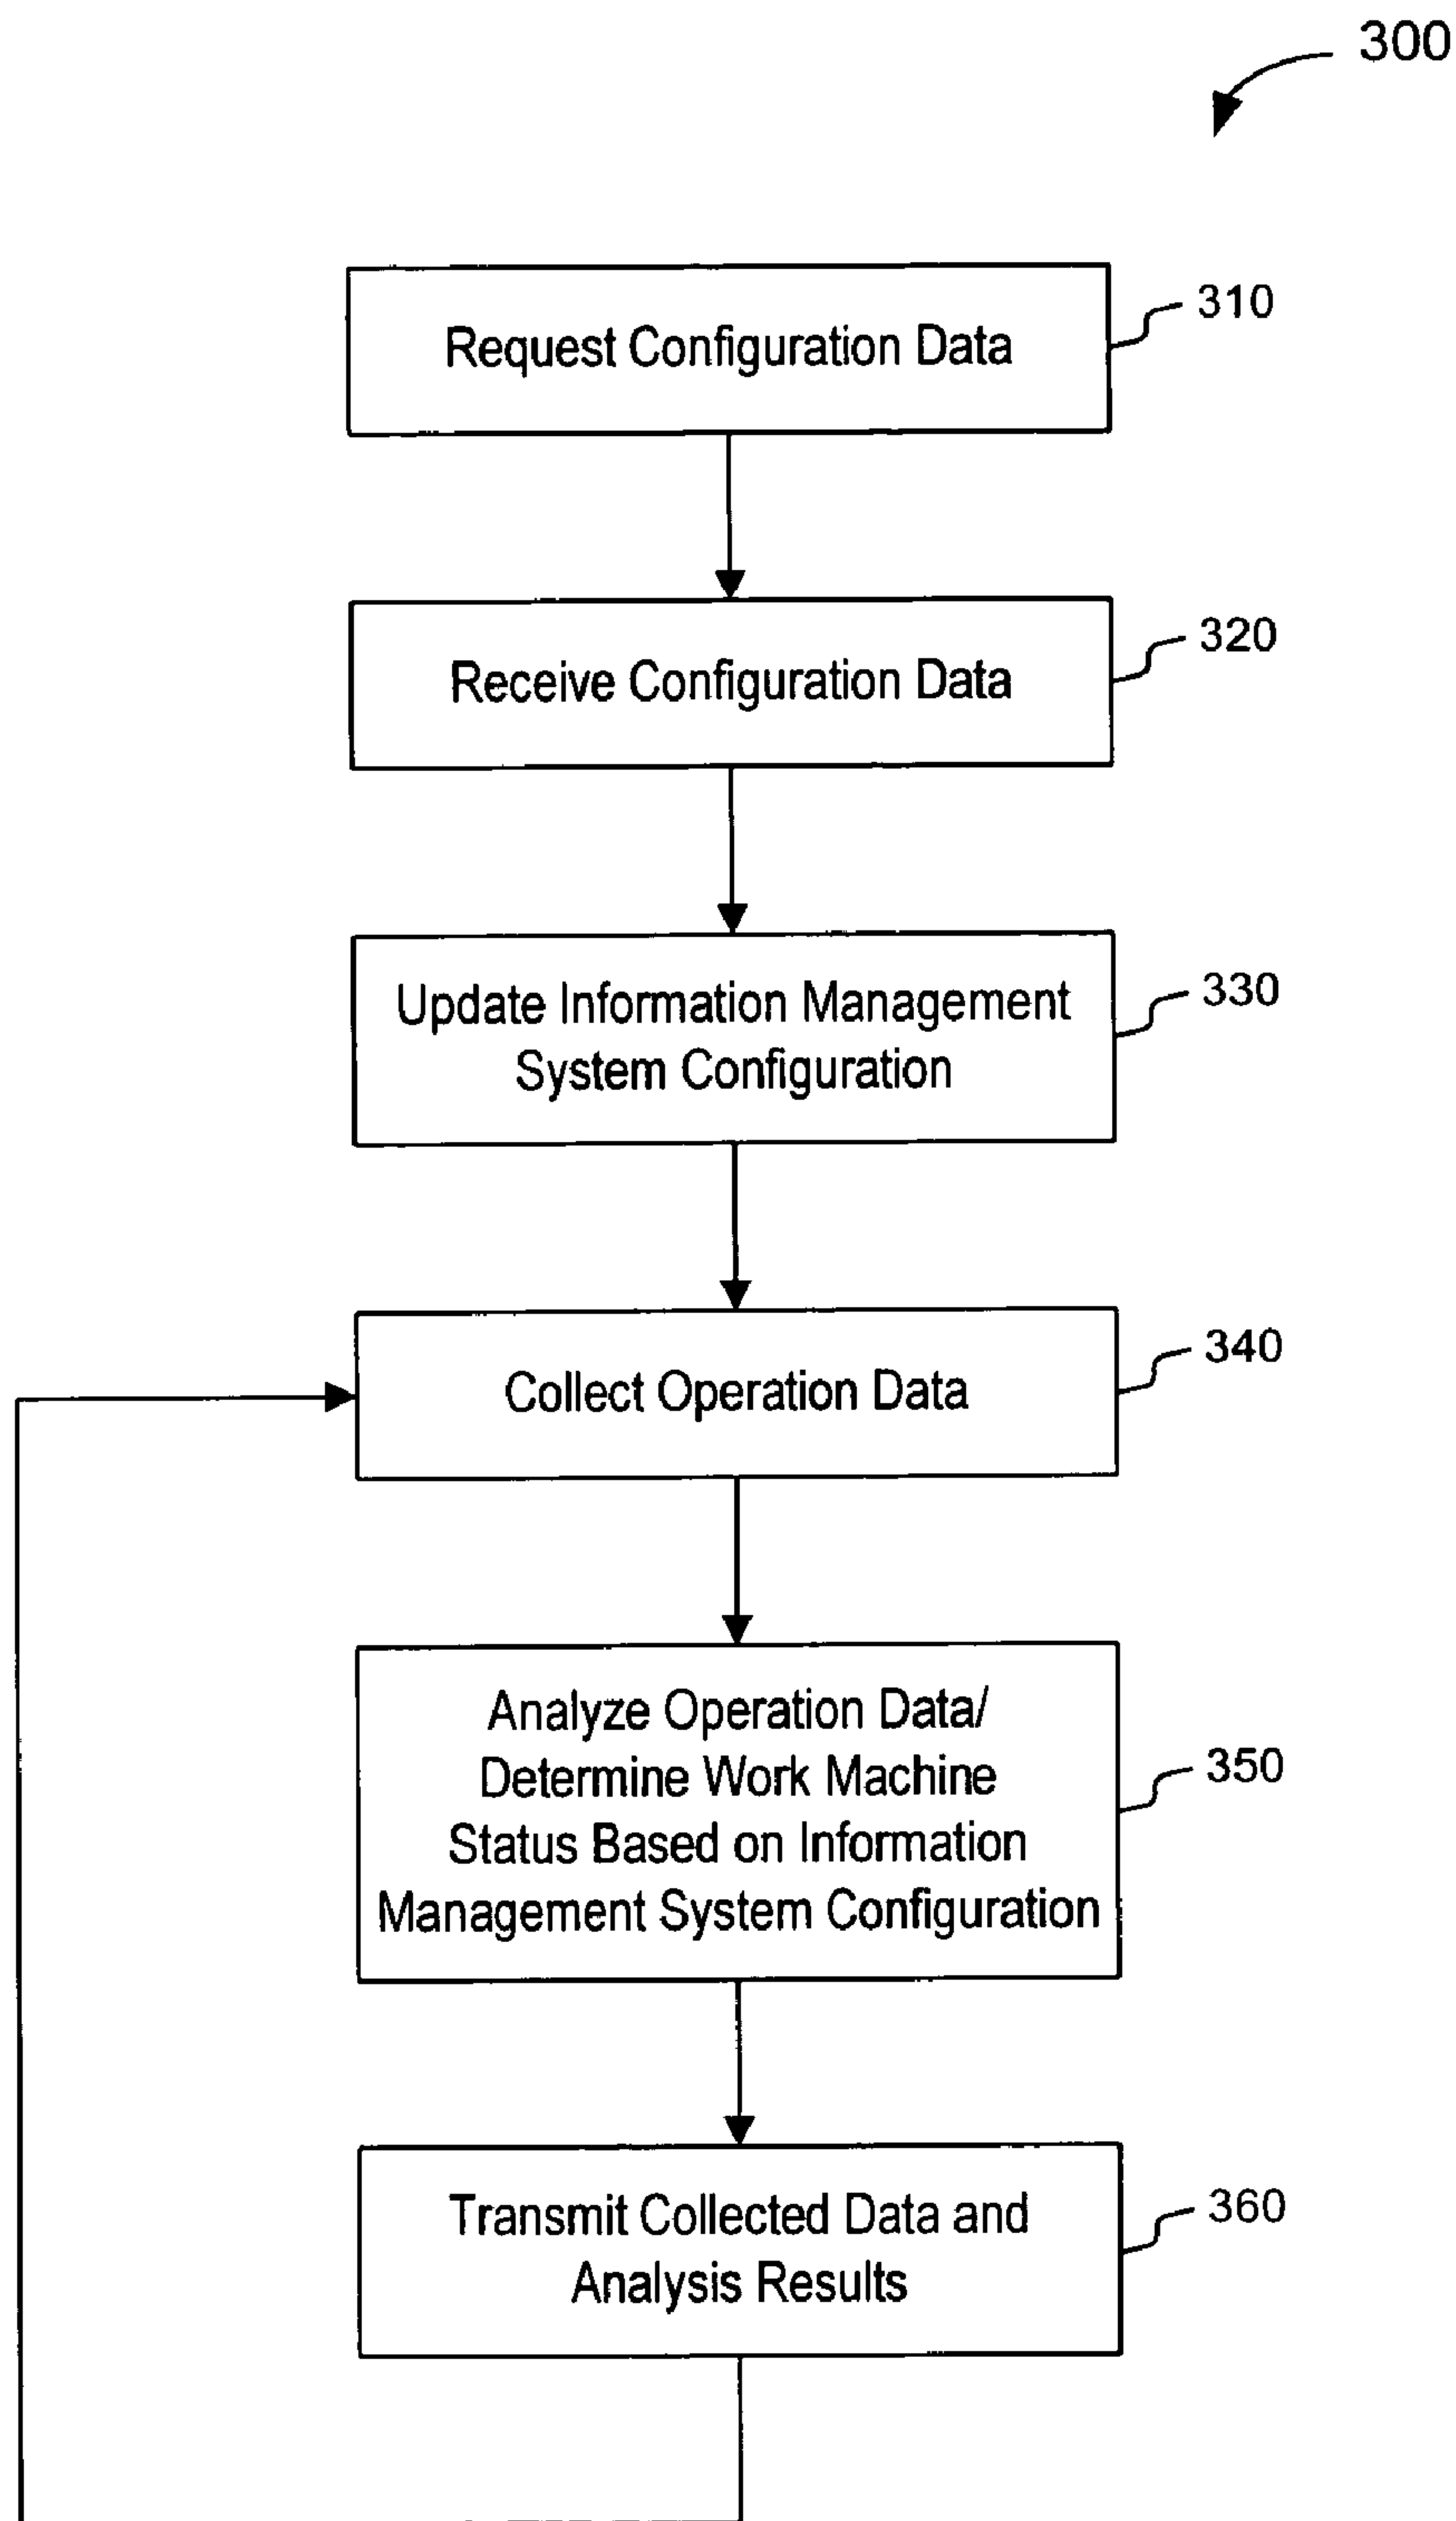 300
Request Configuration Data
310
Receive Configuration Data
320
Update Information Management
System Configuration
330
Collect Operation Data
340
Analyze Operation Data/
Determine Work Machine
Status Based on Information
Management System Configuration
350
Transmit Collected Data and
Analysis Results
360